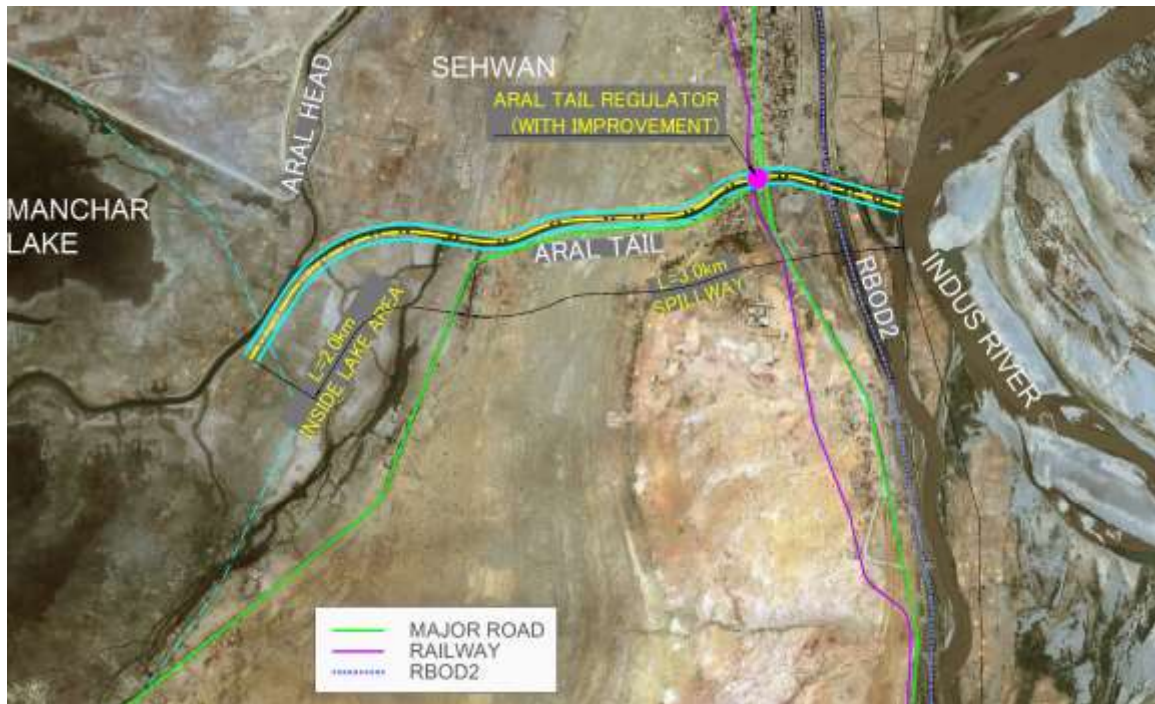 SEHWAN
ARAL TAIL REGULATOR
(WITH IMPROVEMENT)
ARAL HEAD
MANCHAR
LAKE
ARAL TAIL
L=3.0km
SPILLWAY
RBOD2
INDUS RIVER
L=2.0km
INSIDE LAKE AREA
MAJOR ROAD
RAILWAY
RBOD2